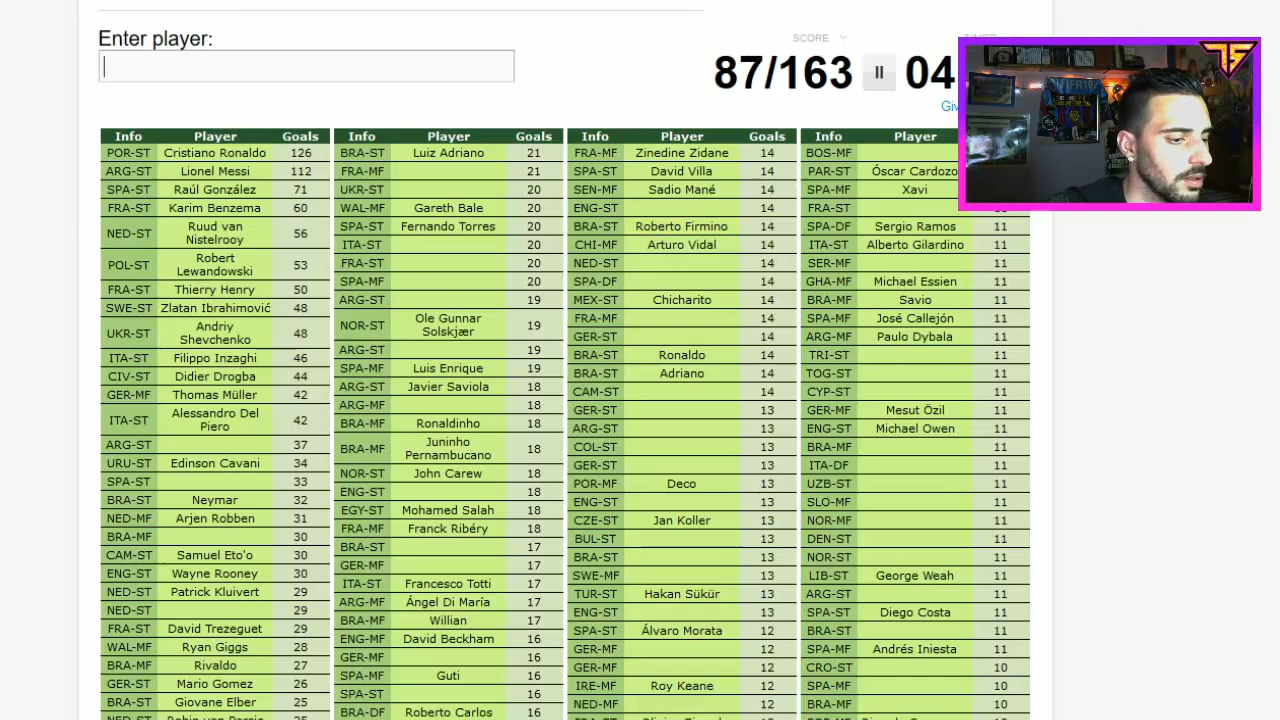 Enter player:
SCORE
87/163
04
Info Player Goals
POR-ST Cristiano Ronaldo 126
ARG-ST Lionel Messi 112
SPA-ST Raúl González 71
FRA-ST Karim Benzema 60
NED-ST Ruud van Nistelrooy 56
POL-ST Robert Lewandowski 53
FRA-ST Thierry Henry 50
SWE-ST Zlatan Ibrahimović 48
UKR-ST Andriy Shevchenko 48
ITA-ST Filippo Inzaghi 46
CIV-ST Didier Drogba 44
GER-MF Thomas Müller 42
ITA-ST Alessandro Del Piero 42
ARG-ST 37
URU-ST Edinson Cavani 34
SPA-ST 33
BRA-ST Neymar 32
NED-MF Arjen Robben 31
BRA-MF 30
CAM-ST Samuel Eto'o 30
ENG-ST Wayne Rooney 30
NED-ST Patrick Kluivert 29
NED-ST 29
FRA-ST David Trezeguet 29
WAL-MF Ryan Giggs 28
BRA-MF Rivaldo 27
GER-ST Mario Gomez 26
BRA-ST Giovane Elber 25
NED-ST Robin van Persie 25
Info Player Goals
BRA-ST Luiz Adriano 21
FRA-MF 21
UKR-ST 20
WAL-MF Gareth Bale 20
SPA-ST Fernando Torres 20
ITA-ST 20
FRA-ST 20
SPA-MF 20
ARG-ST 19
NOR-ST Ole Gunnar Solskjær 19
ARG-ST 19
SPA-MF Luis Enrique 19
ARG-ST Javier Saviola 18
ARG-MF 18
BRA-MF Ronaldinho 18
BRA-MF Juninho Pernambucano 18
NOR-ST John Carew 18
ENG-ST 18
EGY-ST Mohamed Salah 18
FRA-MF Franck Ribéry 18
BRA-ST 17
GER-MF 17
ITA-ST Francesco Totti 17
ARG-MF Ángel Di María 17
BRA-MF Willian 17
ENG-MF David Beckham 16
GER-MF 16
SPA-MF Guti 16
SPA-ST 16
BRA-DF Roberto Carlos 16
Info Player Goals
FRA-MF Zinedine Zidane 14
SPA-ST David Villa 14
SEN-MF Sadio Mané 14
ENG-ST 14
BRA-ST Roberto Firmino 14
CHI-MF Arturo Vidal 14
NED-ST 14
SPA-DF 14
MEX-ST Chicharito 14
FRA-MF 14
GER-ST 14
BRA-ST Ronaldo 14
BRA-ST Adriano 14
CAM-ST 14
GER-ST 13
ARG-ST 13
COL-ST 13
GER-ST 13
POR-MF Deco 13
ENG-ST 13
CZE-ST Jan Koller 13
BUL-ST 13
BRA-ST 13
SWE-MF 13
TUR-ST Hakan Sükür 13
ENG-ST 13
SPA-ST Álvaro Morata 12
GER-MF 12
GER-MF 12
IRE-MF Roy Keane 12
NED-MF 12
Info Player
BOS-MF
PAR-ST Óscar Cardozo
SPA-MF Xavi
FRA-ST
SPA-DF Sergio Ramos 11
ITA-ST Alberto Gilardino 11
SER-MF 11
GHA-MF Michael Essien 11
BRA-MF Savio 11
SPA-MF José Callejón 11
ARG-MF Paulo Dybala 11
TRI-ST 11
TOG-ST 11
CYP-ST 11
GER-MF Mesut Özil 11
ENG-ST Michael Owen 11
BRA-MF 11
ITA-DF 11
UZB-ST 11
SLO-MF 11
NOR-MF 11
DEN-ST 11
NOR-ST 11
LIB-ST George Weah 11
ARG-ST 11
SPA-ST Diego Costa 11
BRA-ST 11
SPA-MF Andrés Iniesta 11
CRO-ST 10
SPA-MF 10
BRA-MF 10